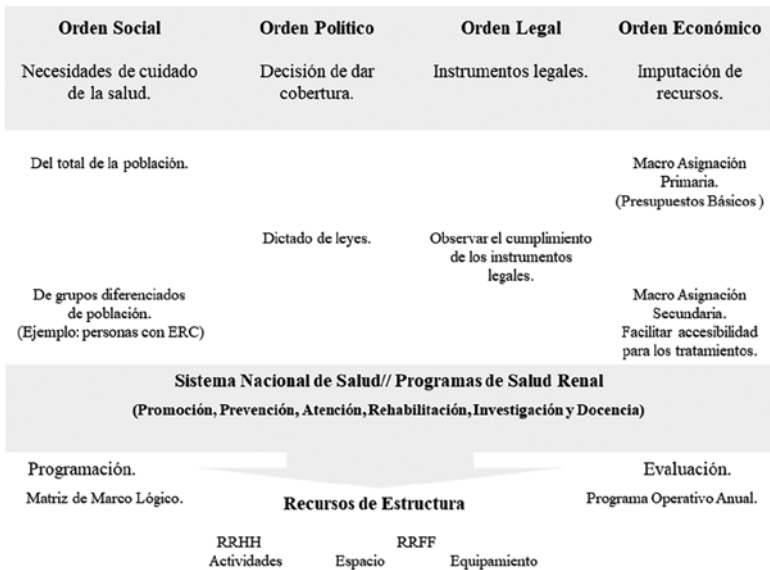 Orden Social
Orden Político
Orden Legal
Orden Económico
Necesidades de cuidado
de la salud.
Decisión de dar
cobertura.
Instrumentos legales.
Imputación de
recursos.
Del total de la población.
Macro Asignación
Primaria.
(Presupuestos Básicos )
Dictado de leyes.
Observar el cumplimiento
de los instrumentos
legales.
De grupos diferenciados
de población.
(Ejemplo: personas con ERC)
Macro Asignación
Secundaria.
Facilitar accesibilidad
para los tratamientos.
Sistema Nacional de Salud// Programas de Salud Renal
(Promoción, Prevención, Atención, Rehabilitación, Investigación y Docencia)
Programación.
Evaluación.
Matriz de Marco Lógico.
Recursos de Estructura
Programa Operativo Anual.
RRHH
RRFF
Actividades
Espacio
Equipamiento